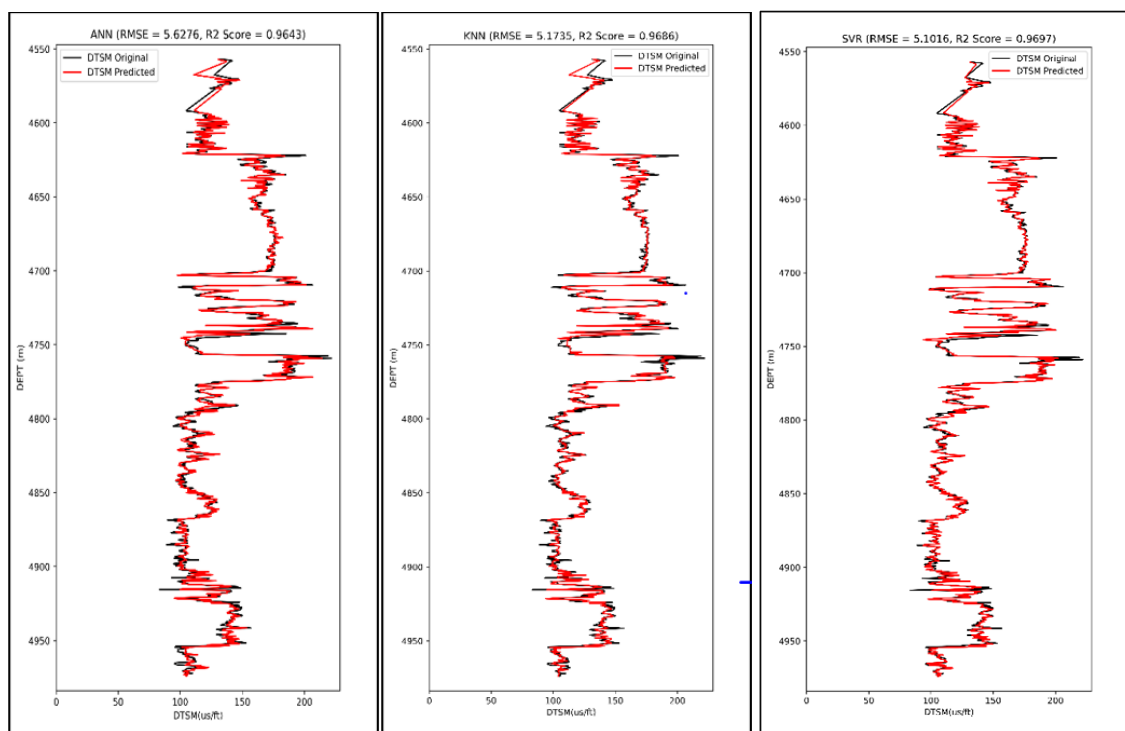 ANN (RMSE = 5.6276, R2 Score = 0.9643)
4550
DTSM Original
DTSM Predicted
4600
4650
4700
4750
DEPT (m)
4800
4850
4900
4950
0 50 100 150 200
DTSM(us/ft)
KNN (RMSE = 5.1735, R2 Score = 0.9686)
4550
DTSM Original
DTSM Predicted
4600
4650
4700
4750
DEPT (m)
4800
4850
4900
4950
0 50 100 150 200
DTSM(us/ft)
SVR (RMSE = 5.1016, R2 Score = 0.9697)
4550
DTSM Original
DTSM Predicted
4600
4650
4700
4750
DEPT (m)
4800
4850
4900
4950
0 50 100 150 200
DTSM(us/ft)